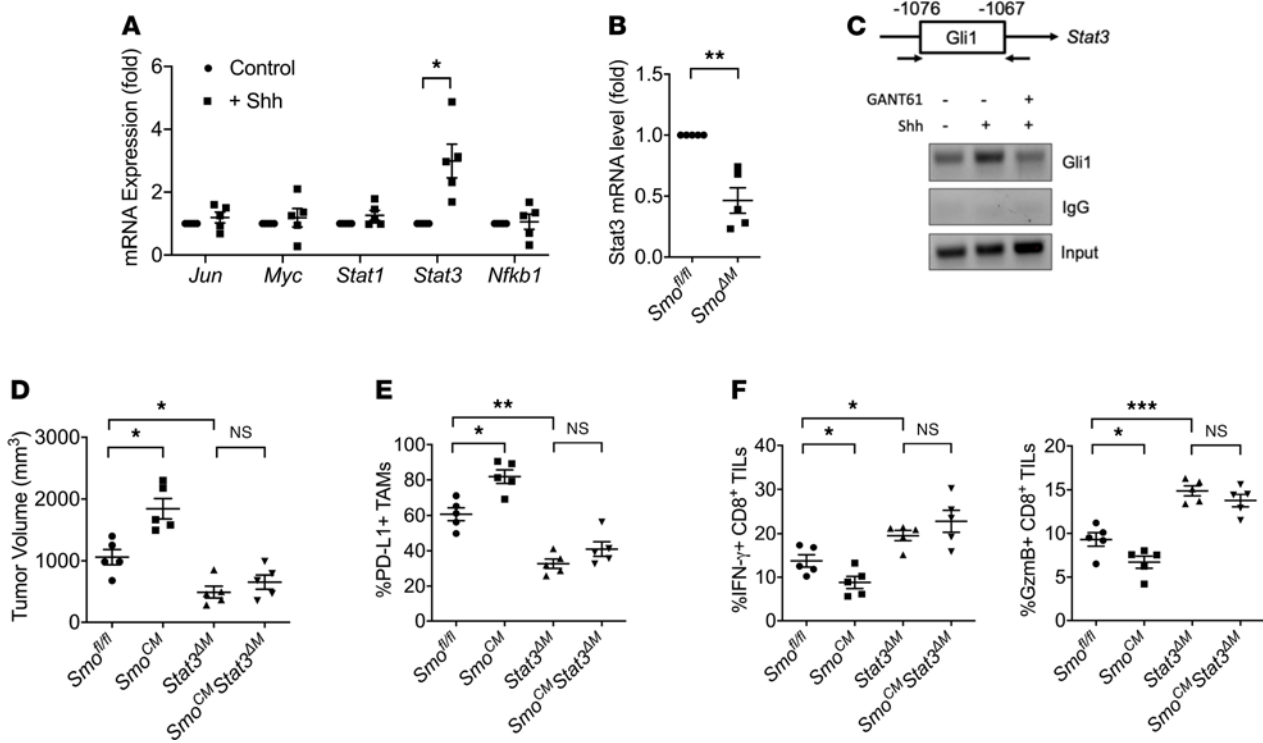 A
mRNA Expression (fold)
6
4
2
0
Control
+ Shh
*
Jun Myc Stat1 Stat3 Nfkb1
B
Stat3 mRNA level (fold)
1.5
1.0
0.5
0.0
**
Smo^fl/fl
Smo^ΔM
C
-1076 -1067
Gli1 Stat3
GANT61 - - +
Shh - + +
Gli1
IgG
Input
D
Tumor Volume (mm³)
3000
2000
1000
0
*
* NS
Smo^fl/fl
Smo^CM
Stat3^ΔM
Smo^CM Stat3^ΔM
E
%PD-L1+ TAMs
100
80
60
40
20
0
**
* NS
Smo^fl/fl
Smo^CM
Stat3^ΔM
Smo^CM Stat3^ΔM
F
%IFN-γ+ CD8⁺ TILs
40
30
20
10
0
*
* NS
Smo^fl/fl
Smo^CM
Stat3^ΔM
Smo^CM Stat3^ΔM
%GzmB+ CD8⁺ TILs
20
15
10
5
0
***
* NS
Smo^fl/fl
Smo^CM
Stat3^ΔM
Smo^CM Stat3^ΔM